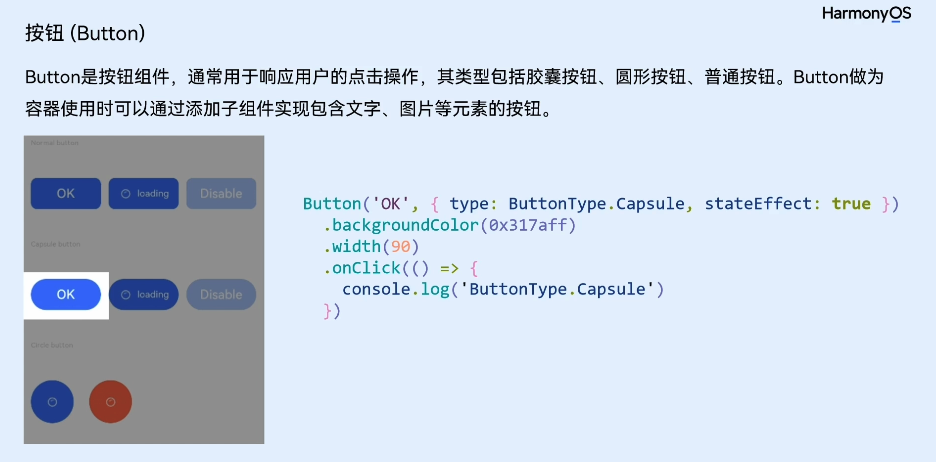 HarmonyOS
按钮 (Button)
Button是按钮组件，通常用于响应用户的点击操作，其类型包括胶囊按钮、圆形按钮、普通按钮。Button做为
容器使用时可以通过添加子组件实现包含文字、图片等元素的按钮。
Normal button
OK loading Disable
Capsule button
OK loading Disable
Circle button
Button('OK', { type: ButtonType.Capsule, stateEffect: true })
.backgroundColor(0x317aff)
.width(90)
.onClick(() => {
console.log('ButtonType.Capsule')
})